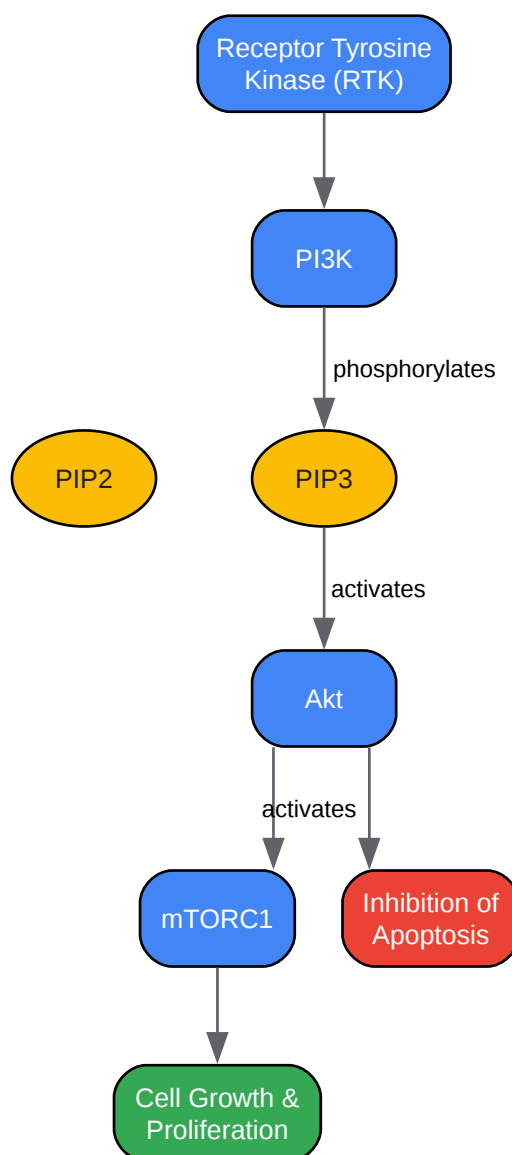 Receptor Tyrosine
Kinase (RTK)
PI3K
phosphorylates
PIP2
PIP3
activates
Akt
activates
mTORC1
Inhibition of
Apoptosis
Cell Growth &
Proliferation